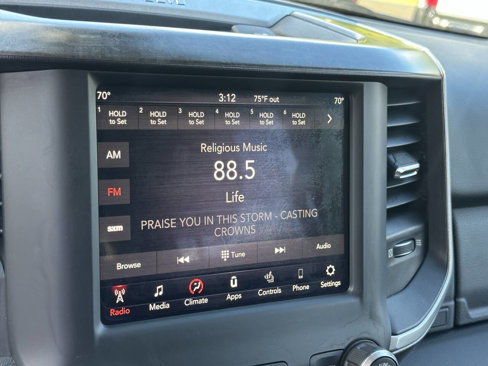 70° 3:12 75°F out 70°
1 HOLD to Set 2 HOLD to Set 3 HOLD to Set 4 HOLD to Set 5 HOLD to Set 6 HOLD to Set
AM
FM
sxm
Religious Music
88.5
Life
PRAISE YOU IN THIS STORM - CASTING
CROWNS
Browse Tune Audio
Radio Media Climate Apps Controls Phone Settings